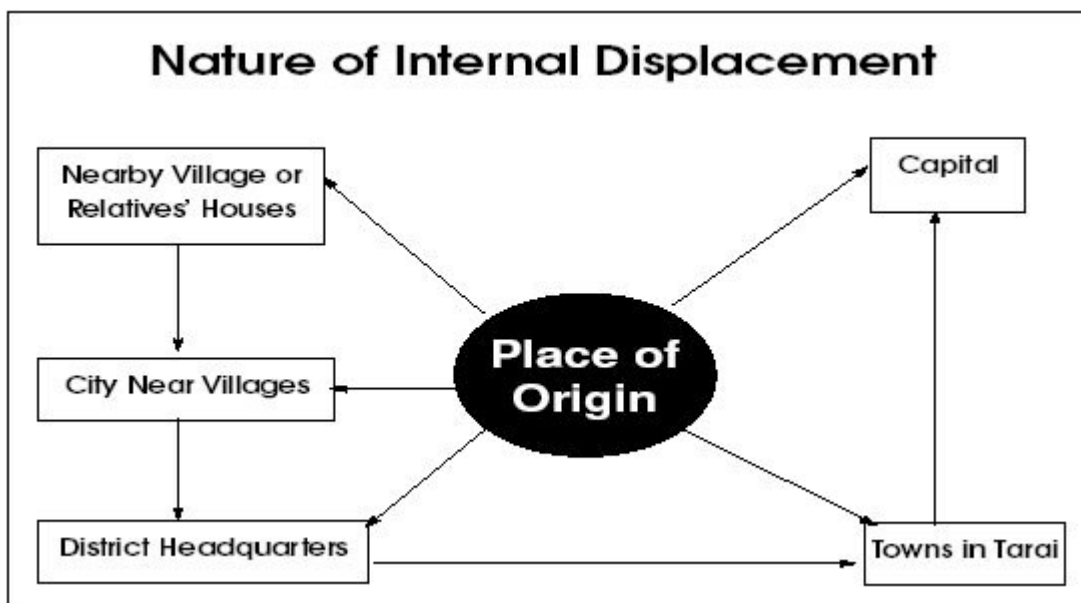 Nature of Internal Displacement
Nearby Village or
Relatives' Houses
Capital
Place of
Origin
City Near Villages
District Headquarters
Towns in Tarai